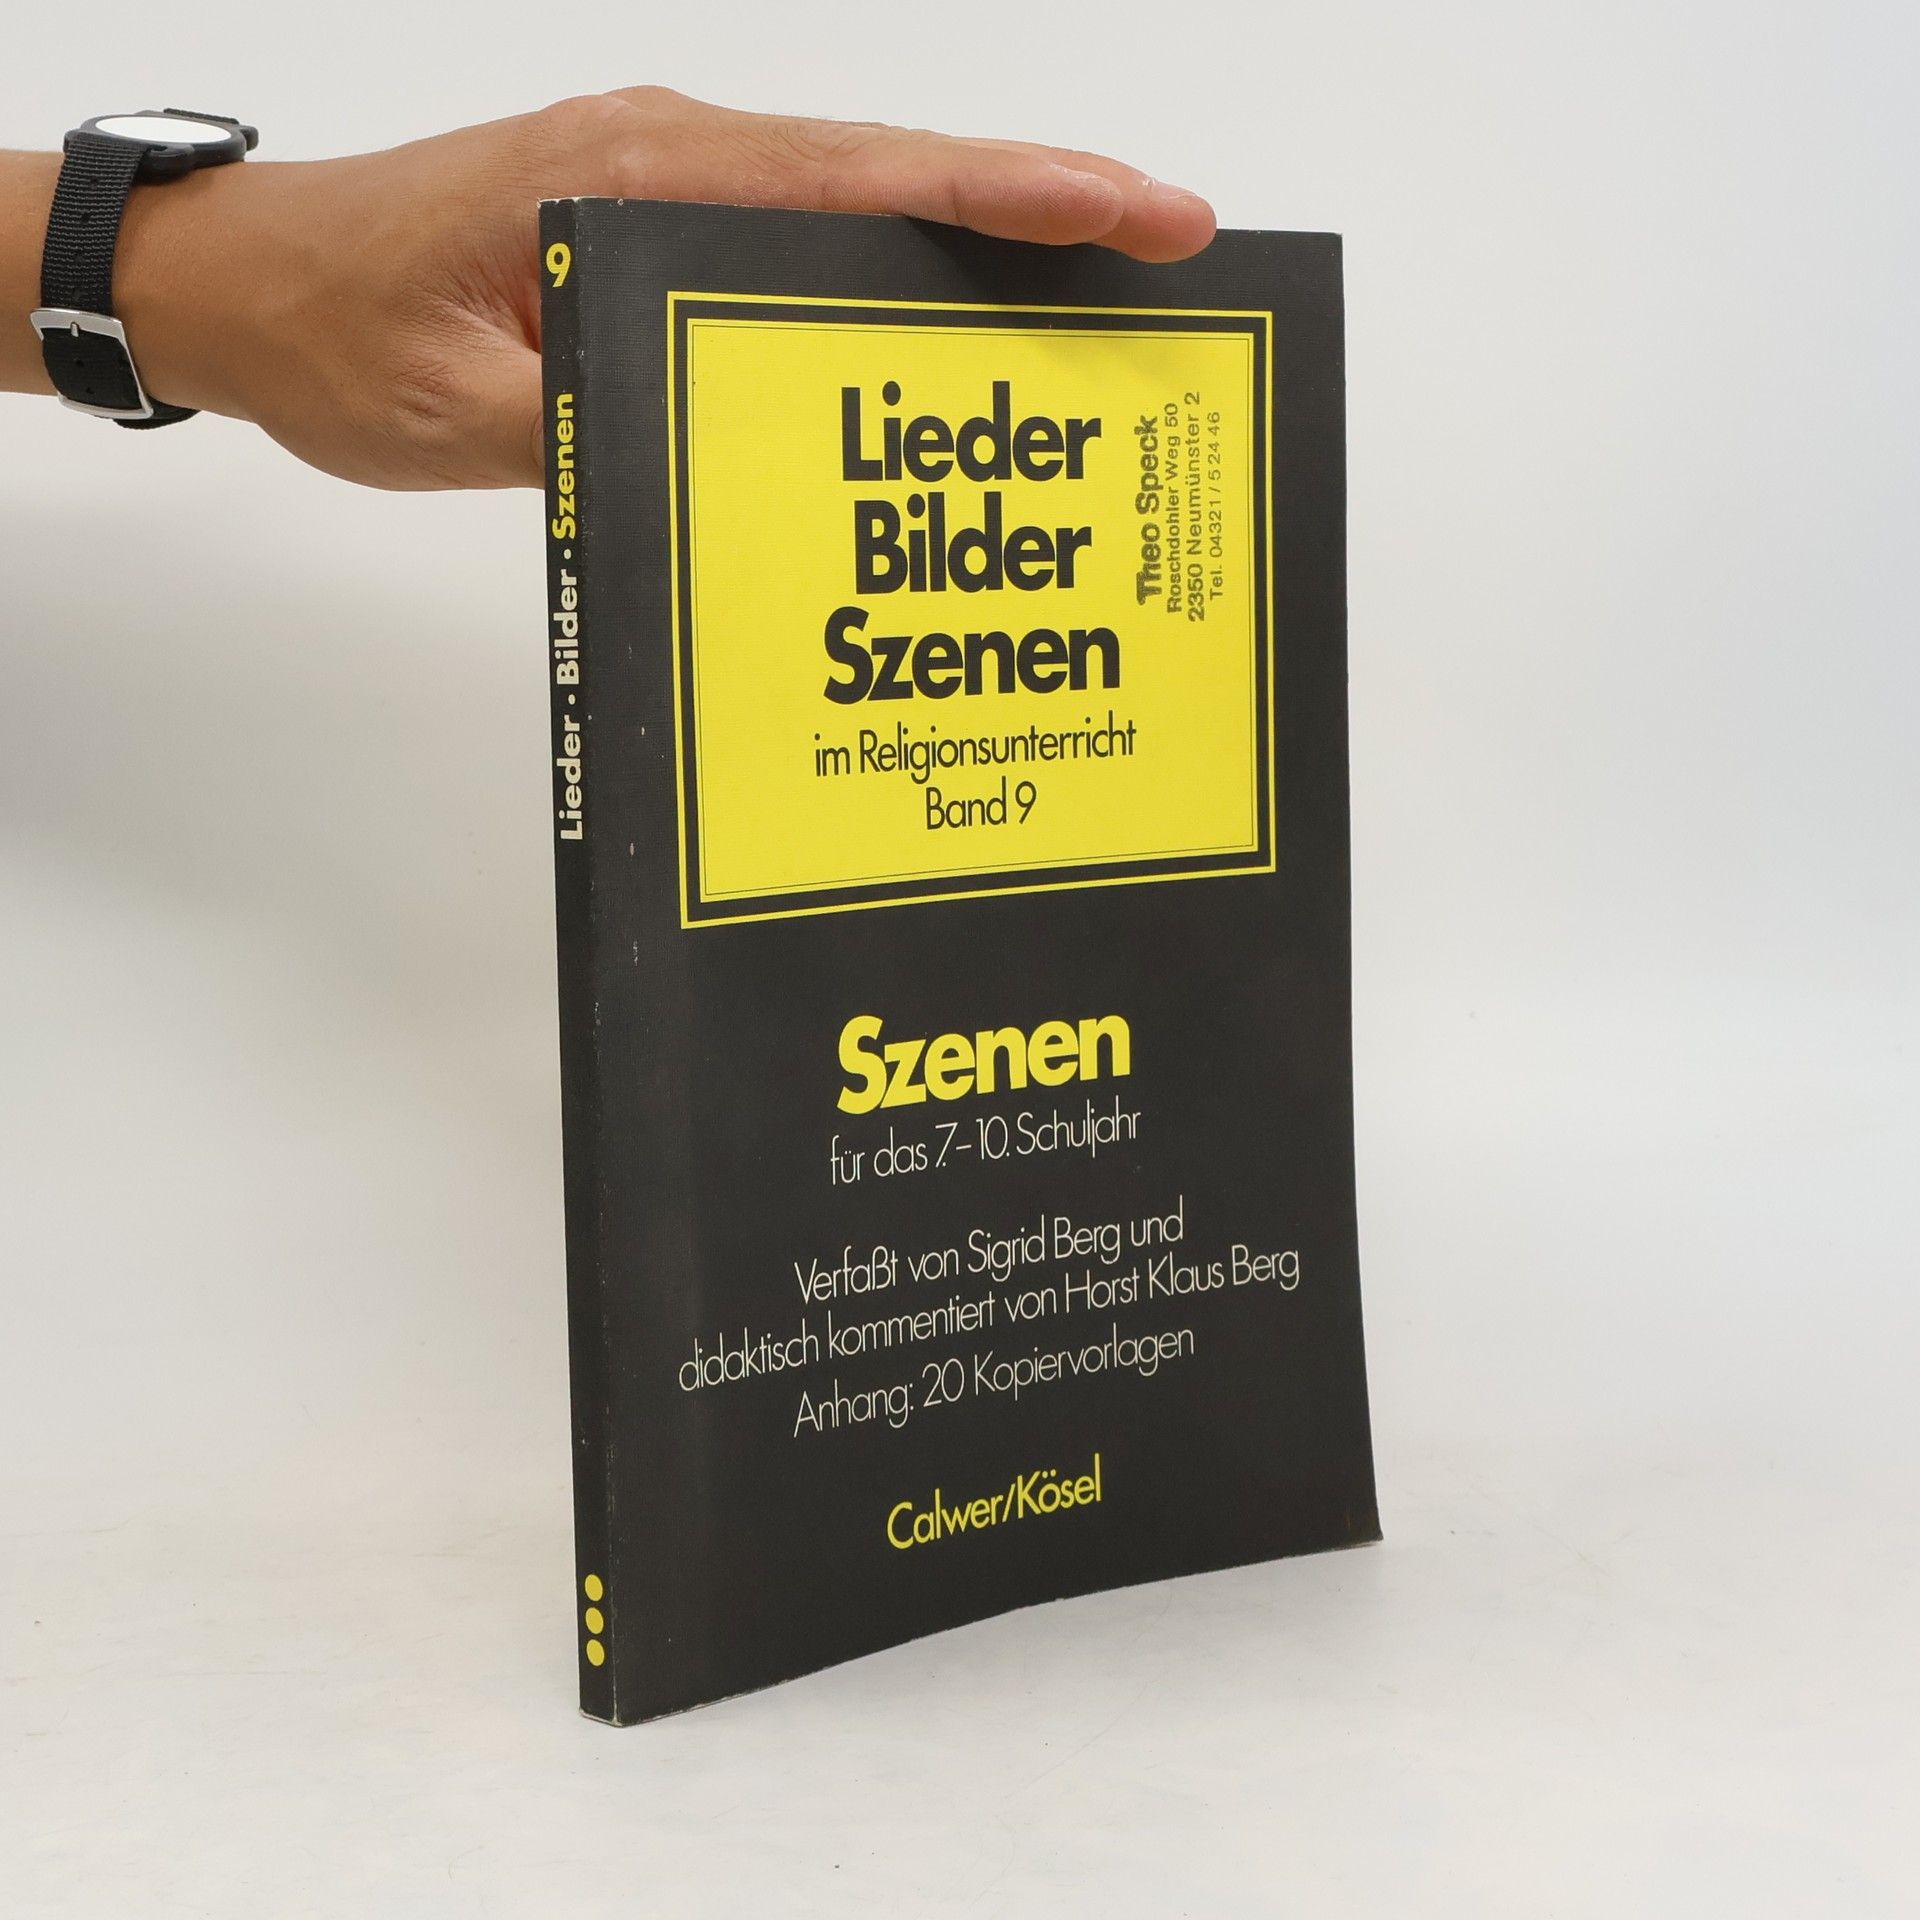 9
Lieder · Bilder · Szenen
Lieder
Bilder
Szenen
im Religionsunterricht
Band 9
Theo Speck
Roschdohler Weg 50
2350 Neumünster 2
Tel. 04321/5 24 46
Szenen
für das 7.–10. Schuljahr
Verfaßt von Sigrid Berg und
didaktisch kommentiert von Horst Klaus Berg
Anhang: 20 Kopiervorlagen
Calwer/Kösel